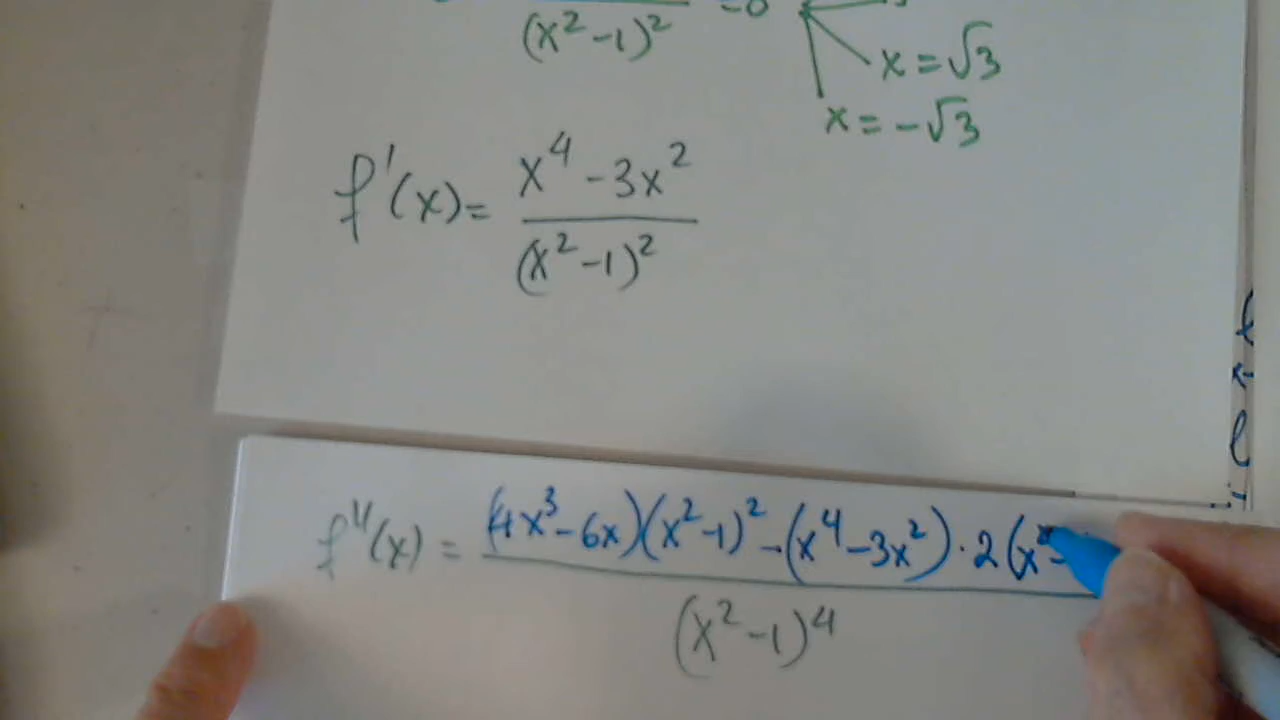 (x²-1)² =0
x = √3
x = -√3
f'(x) = x⁴ - 3x² / (x²-1)²
f''(x) = (4x³-6x)(x²-1)² - (x⁴-3x²)·2(x²- / (x²-1)⁴